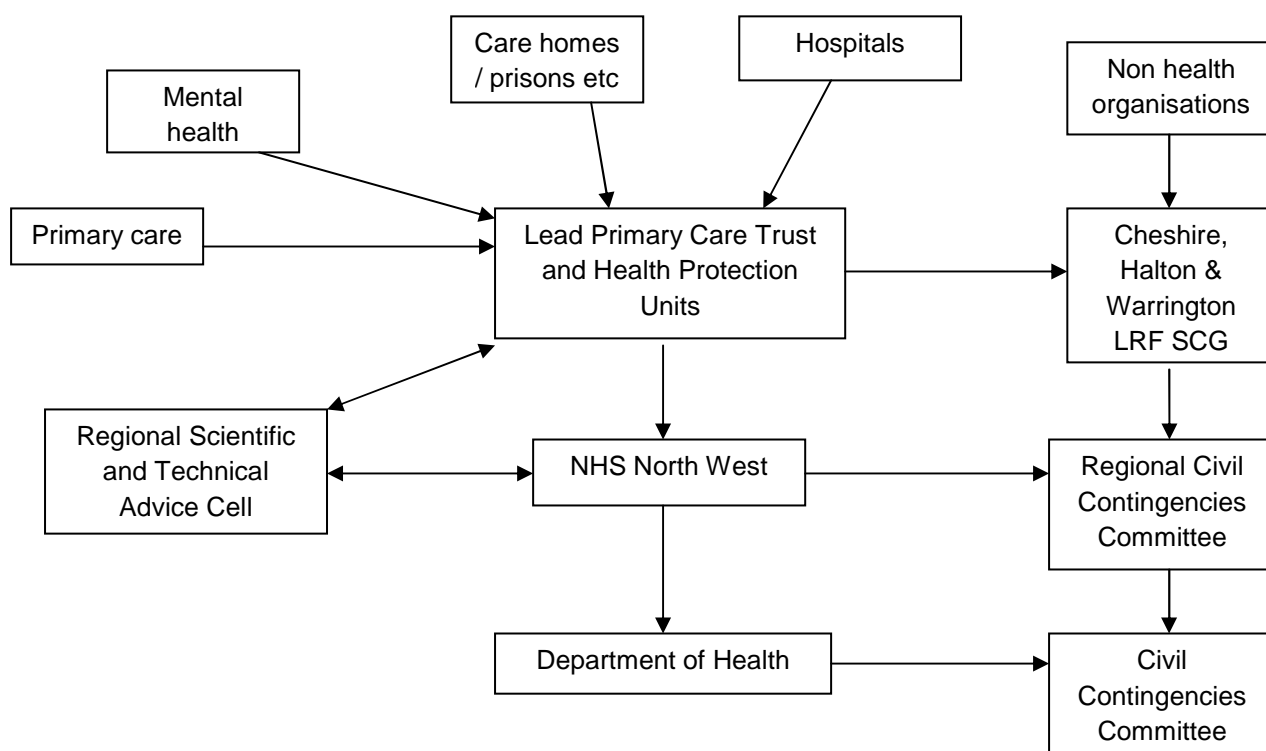 Care homes
/ prisons etc
Hospitals
Non health
organisations
Mental
health
Primary care
Lead Primary Care Trust
and Health Protection
Units
Cheshire,
Halton &
Warrington
LRF SCG
Regional Scientific
and Technical
Advice Cell
NHS North West
Regional Civil
Contingencies
Committee
Department of Health
Civil
Contingencies
Committee